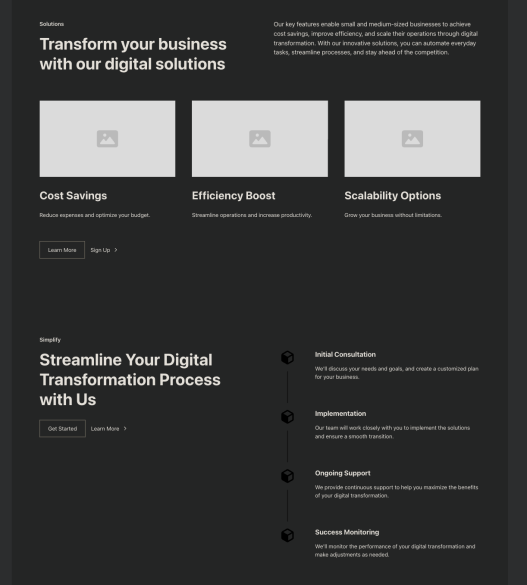 Solutions
Transform your business
with our digital solutions
Our key features enable small and medium-sized businesses to achieve
cost savings, improve efficiency, and scale their operations through digital
transformation. With our innovative solutions, you can automate everyday
tasks, streamline processes, and stay ahead of the competition.
Cost Savings
Reduce expenses and optimize your budget.
Efficiency Boost
Streamline operations and increase productivity.
Scalability Options
Grow your business without limitations.
Learn More
Sign Up
Simplify
Streamline Your Digital
Transformation Process
with Us
Get Started
Learn More
Initial Consultation
We'll discuss your needs and goals, and create a customized plan
for your business.
Implementation
Our team will work closely with you to implement the solutions
and ensure a smooth transition.
Ongoing Support
We provide continuous support to help you maximize the benefits
of your digital transformation.
Success Monitoring
We'll monitor the performance of your digital transformation and
make adjustments as needed.